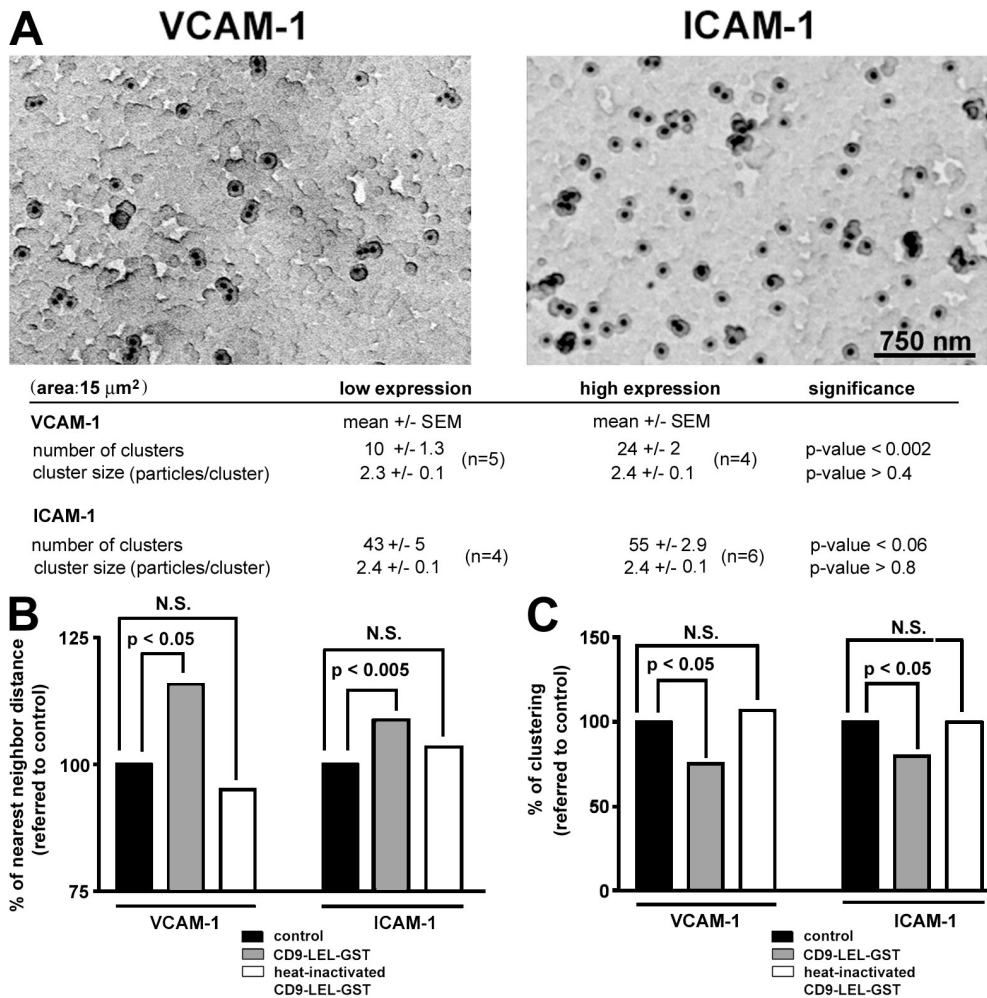 A VCAM-1 ICAM-1
750 nm
(area:15 μm²) low expression high expression significance
VCAM-1 mean +/- SEM mean +/- SEM
number of clusters 10 +/- 1.3 (n=5) 24 +/- 2 (n=4) p-value < 0.002
cluster size (particles/cluster) 2.3 +/- 0.1 2.4 +/- 0.1 p-value > 0.4
ICAM-1
number of clusters 43 +/- 5 (n=4) 55 +/- 2.9 (n=6) p-value < 0.06
cluster size (particles/cluster) 2.4 +/- 0.1 2.4 +/- 0.1 p-value > 0.8
B
% of nearest neighbor distance
(referred to control)
125
100
75
N.S.
p < 0.05
N.S.
p < 0.005
VCAM-1 ICAM-1
control
CD9-LEL-GST
heat-inactivated
CD9-LEL-GST
C
% of clustering
(referred to control)
150
100
50
0
N.S.
p < 0.05
N.S.
p < 0.05
VCAM-1 ICAM-1
control
CD9-LEL-GST
heat-inactivated
CD9-LEL-GST